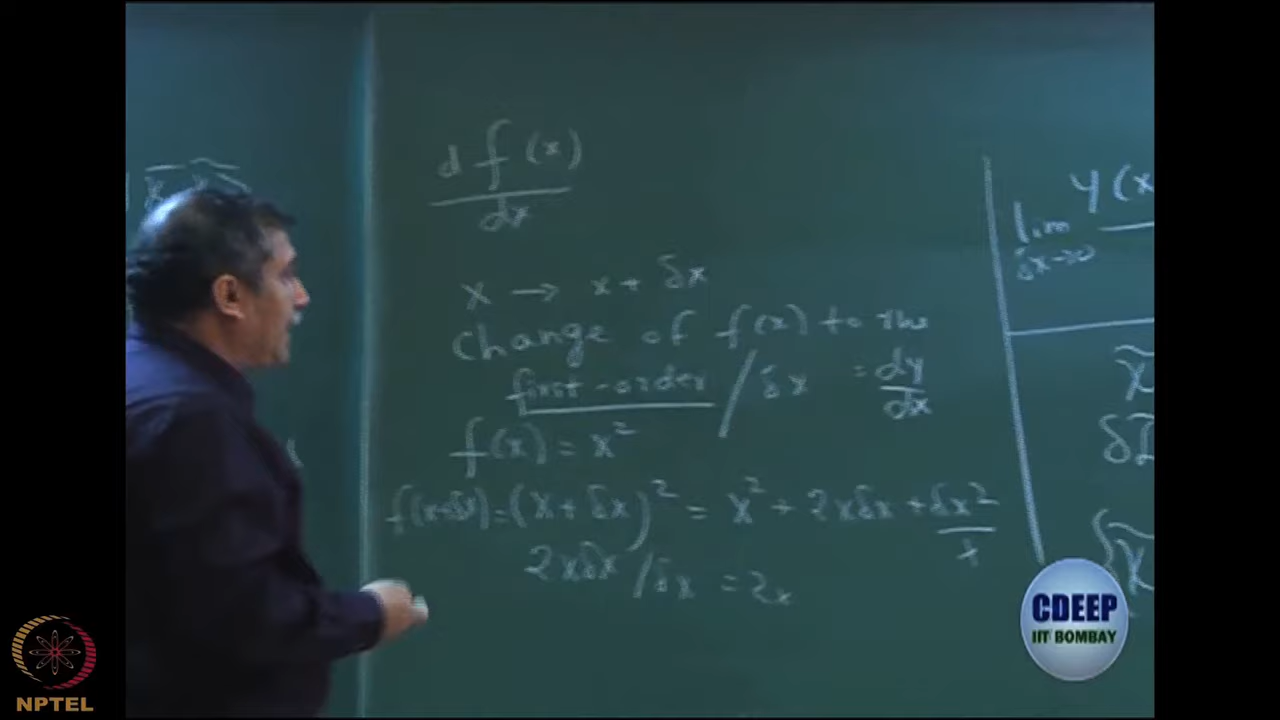 d f(x)
dx
x → x + δx
Change of f(x) to the
first-order / δx = dy/dx
f(x) = x²
f(x+δx) = (x + δx)² = x² + 2xδx + δx²
2xδx / δx = 2x
y(x
lim
δx→0
x̃
CDEEP
IIT BOMBAY
NPTEL